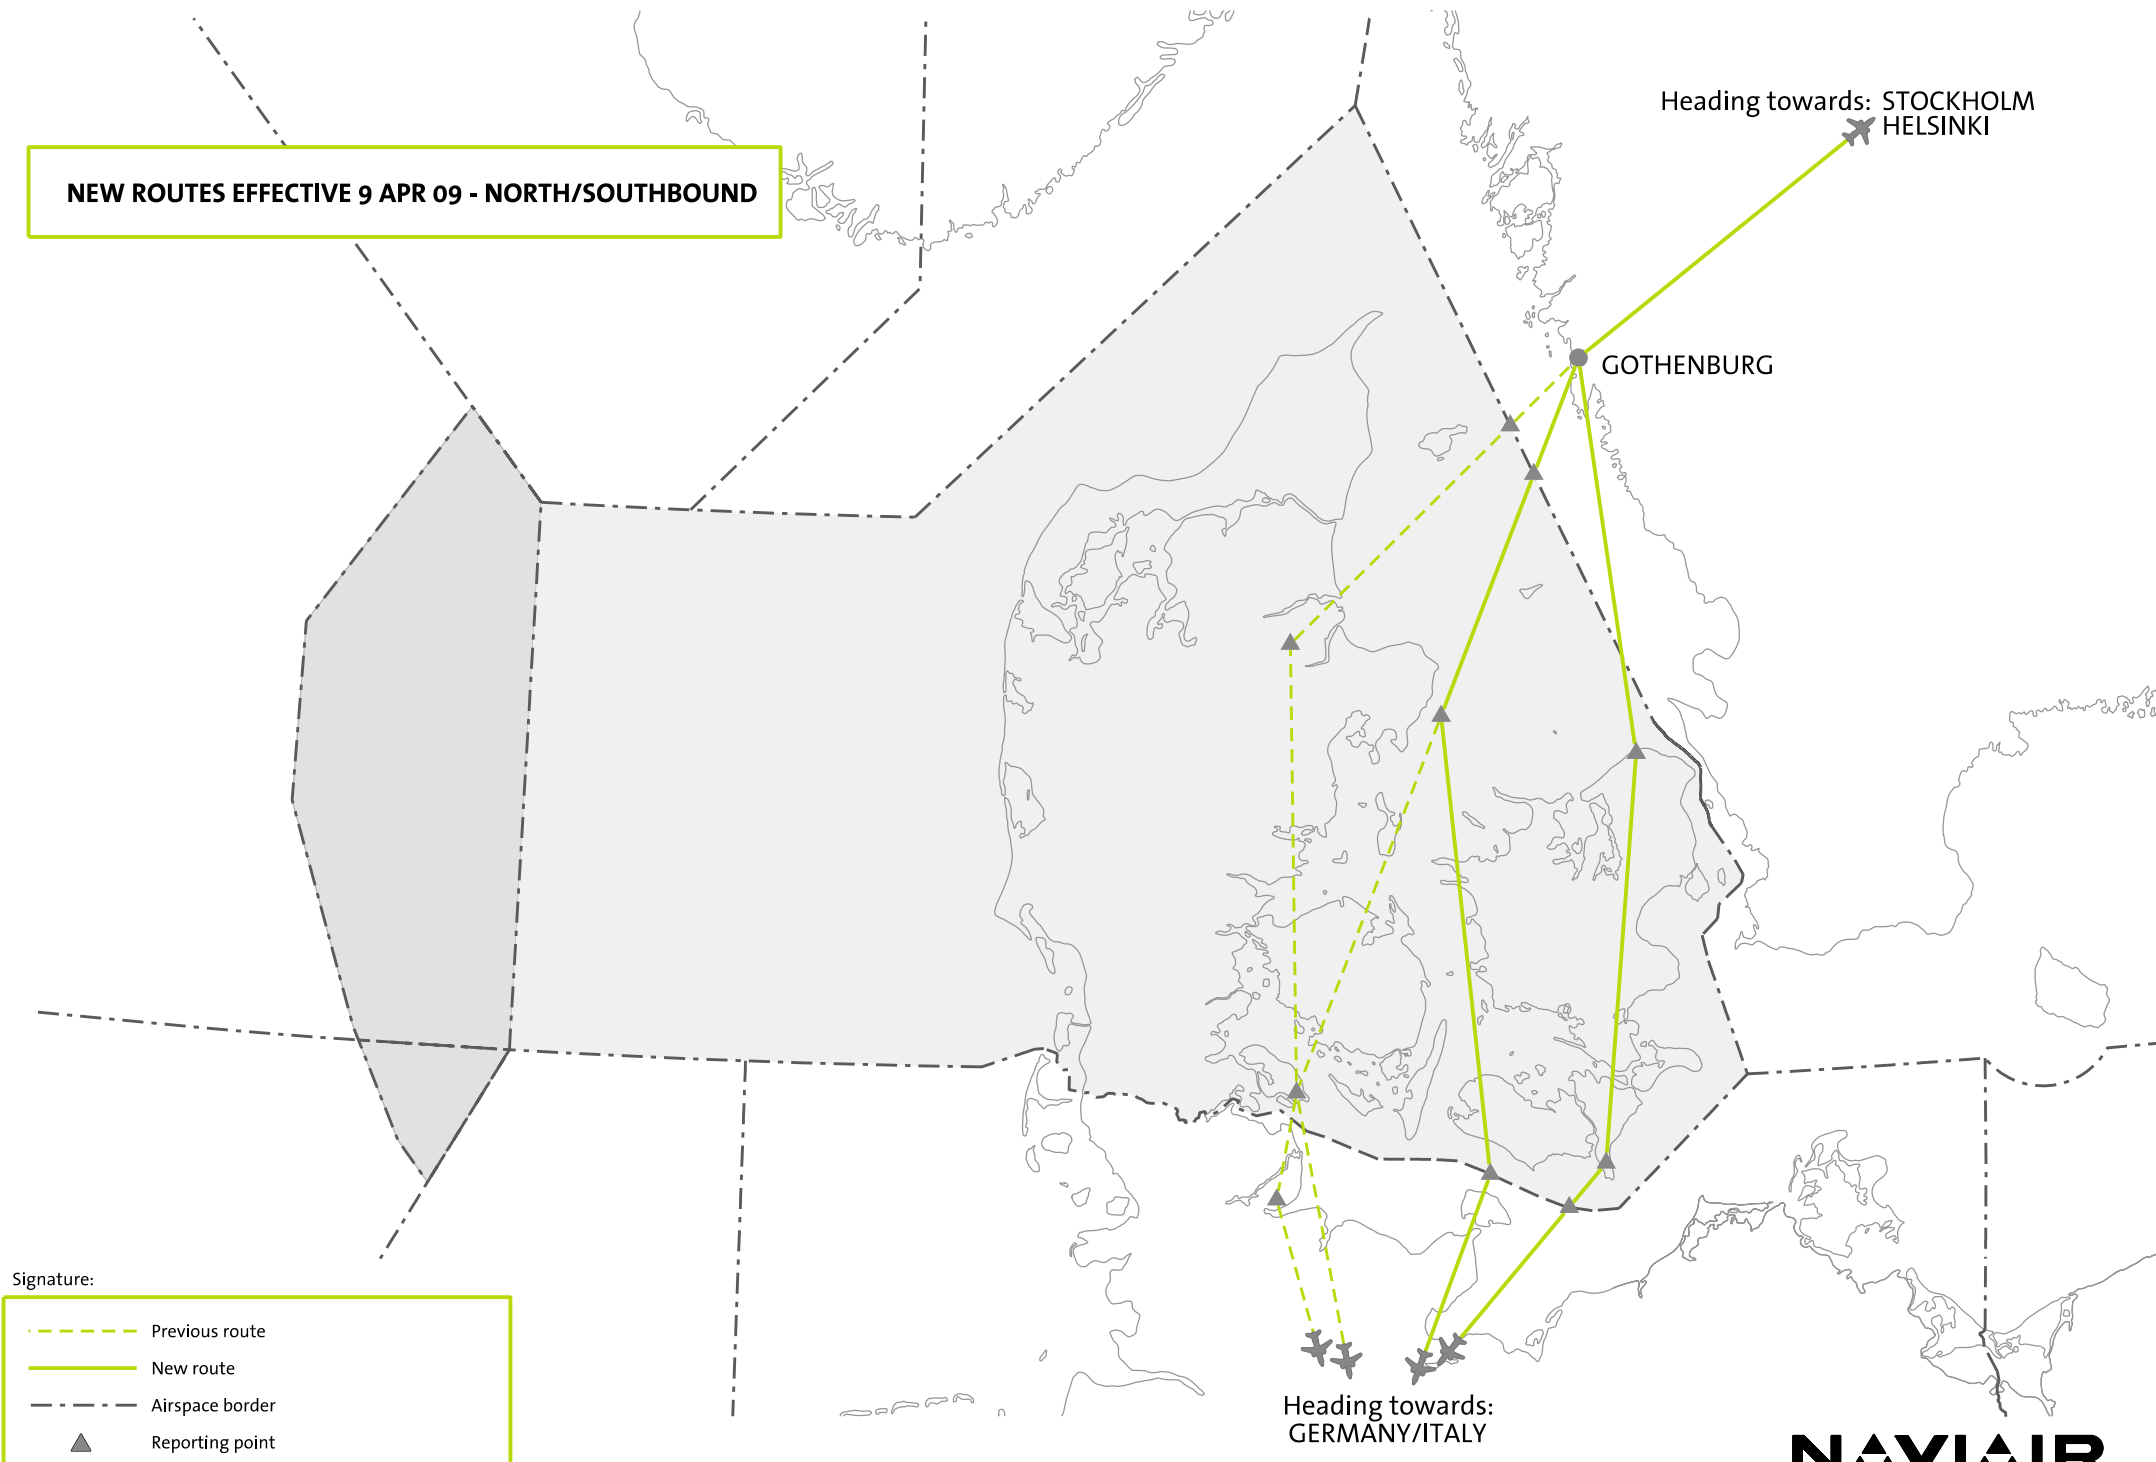 Heading towards: STOCKHOLM
HELSINKI
NEW ROUTES EFFECTIVE 9 APR 09 - NORTH/SOUTHBOUND
GOTHENBURG
Signature:
Previous route
New route
Airspace border
Reporting point
Heading towards:
GERMANY/ITALY
NAVIAIR